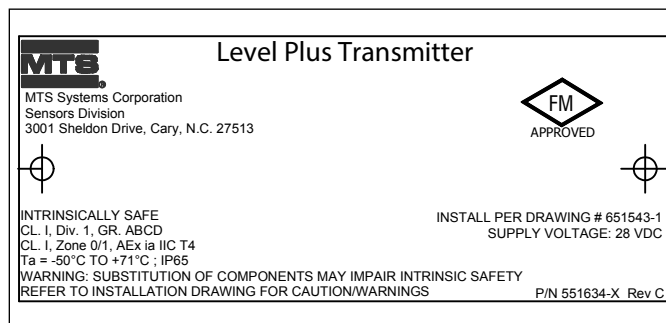 Level Plus Transmitter
MTS
MTS Systems Corporation
Sensors Division
3001 Sheldon Drive, Cary, N.C. 27513
FM
APPROVED
INTRINSICALLY SAFE
CL. I, Div. 1, GR. ABCD
CL. I, Zone 0/1, AEx ia IIC T4
Ta = -50°C TO +71°C ; IP65
WARNING: SUBSTITUTION OF COMPONENTS MAY IMPAIR INTRINSIC SAFETY
REFER TO INSTALLATION DRAWING FOR CAUTION/WARNINGS
INSTALL PER DRAWING # 651543-1
SUPPLY VOLTAGE: 28 VDC
P/N 551634-X Rev C